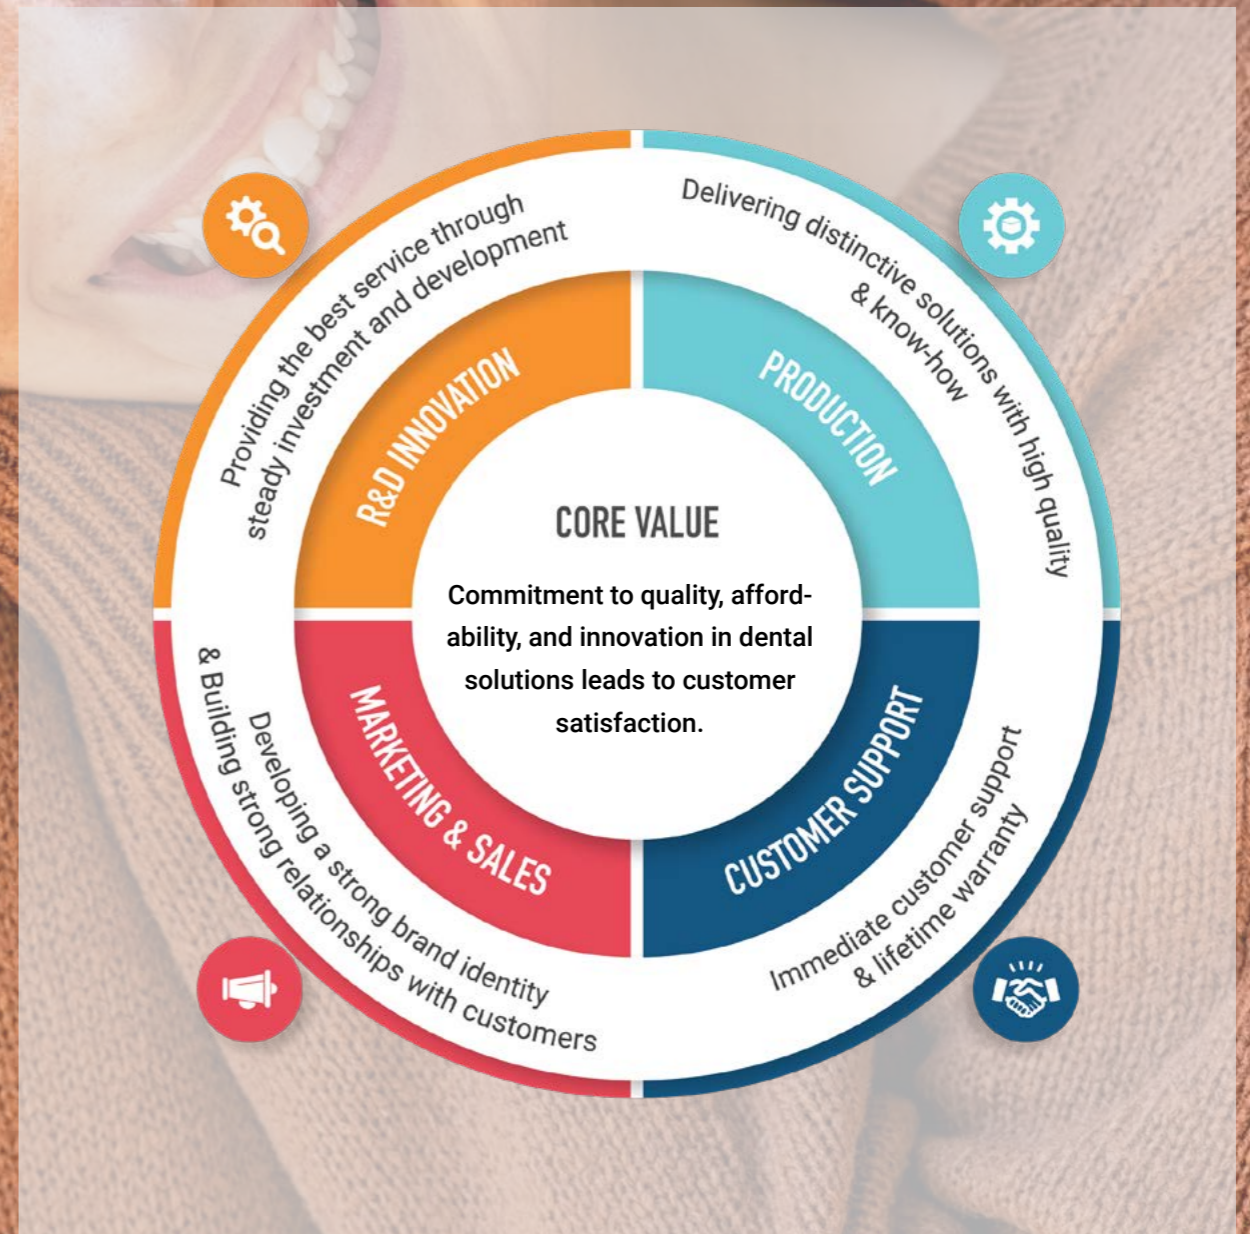 Providing the best service through
steady investment and development
R&D INNOVATION
Delivering distinctive solutions with high quality
& know-how
PRODUCTION
CORE VALUE
Commitment to quality, afford-
ability, and innovation in dental
solutions leads to customer
satisfaction.
MARKETING & SALES
Developing a strong brand identity
& Building strong relationships with customers
CUSTOMER SUPPORT
Immediate customer support
& lifetime warranty